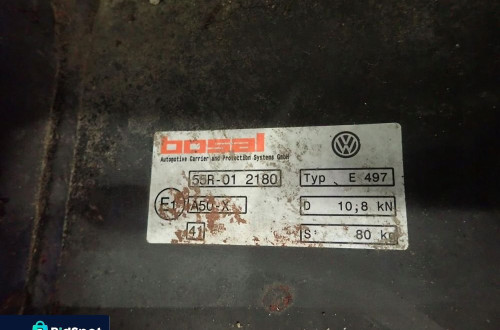 bosal
Automotive Carrier and Protection Systems GmbH
55R-01 2180
Typ E 497
E1
A50-X
D 10,8 kN
41
S 80 kg
BidSpot